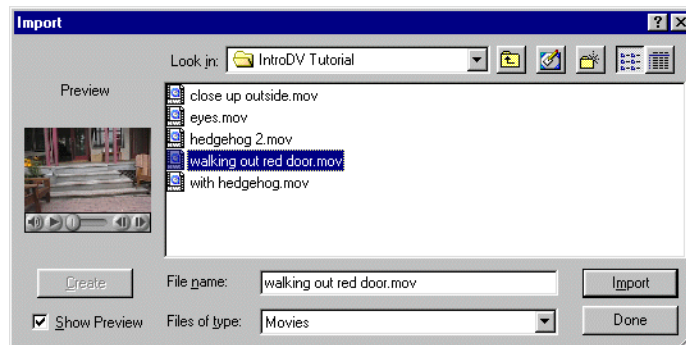 Import
Look in: IntroDV Tutorial
Preview
close up outside.mov
eyes.mov
hedgehog 2.mov
walking out red door.mov
with hedgehog.mov
Create
File name: walking out red door.mov
Import
Show Preview
Files of type: Movies
Done